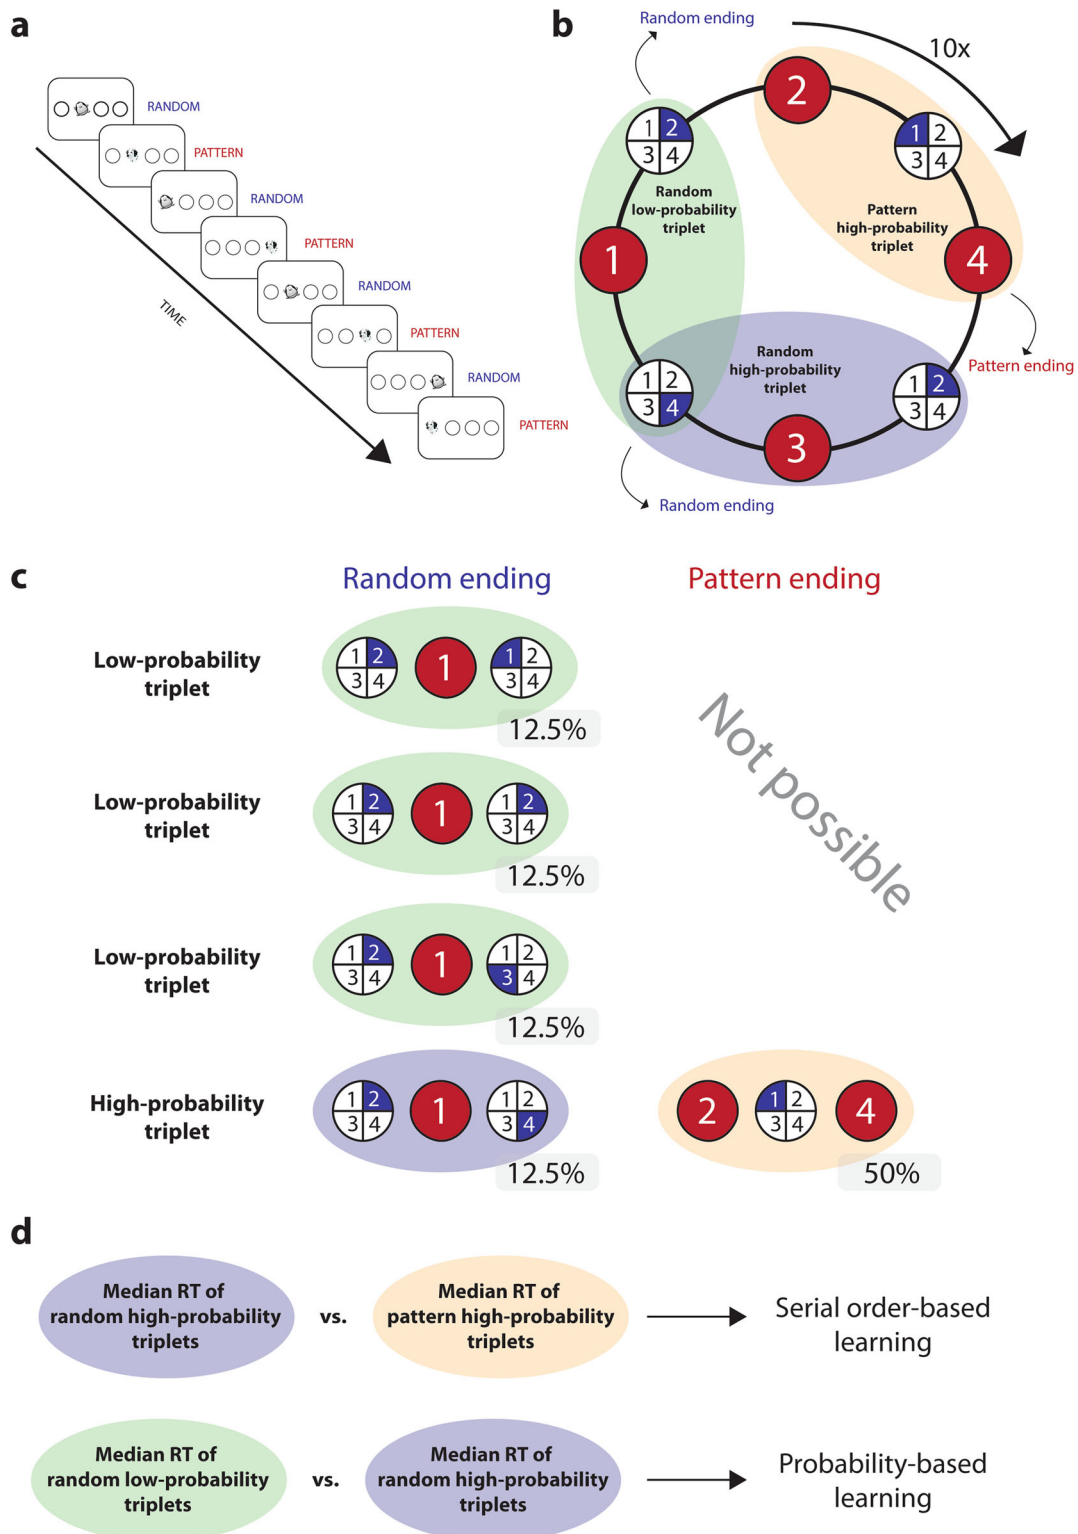 a
RANDOM
PATTERN
RANDOM
PATTERN
RANDOM
PATTERN
RANDOM
PATTERN
TIME
b
Random ending
10x
2
1 2
3 4
1 2
3 4
Random
low-probability
triplet
Pattern
high-probability
triplet
1
4
Random
high-probability
triplet
Pattern ending
1 2
3 4
1 2
3 4
3
Random ending
c
Random ending
Pattern ending
Low-probability
triplet
1 2
3 4
1
1 2
3 4
12.5%
Low-probability
triplet
1 2
3 4
1
1 2
3 4
12.5%
Low-probability
triplet
1 2
3 4
1
1 2
3 4
12.5%
Not possible
High-probability
triplet
1 2
3 4
1
1 2
3 4
12.5%
2
1 2
3 4
4
50%
d
Median RT of
random high-probability
triplets
vs.
Median RT of
pattern high-probability
triplets
Serial order-based
learning
Median RT of
random low-probability
triplets
vs.
Median RT of
random high-probability
triplets
Probability-based
learning